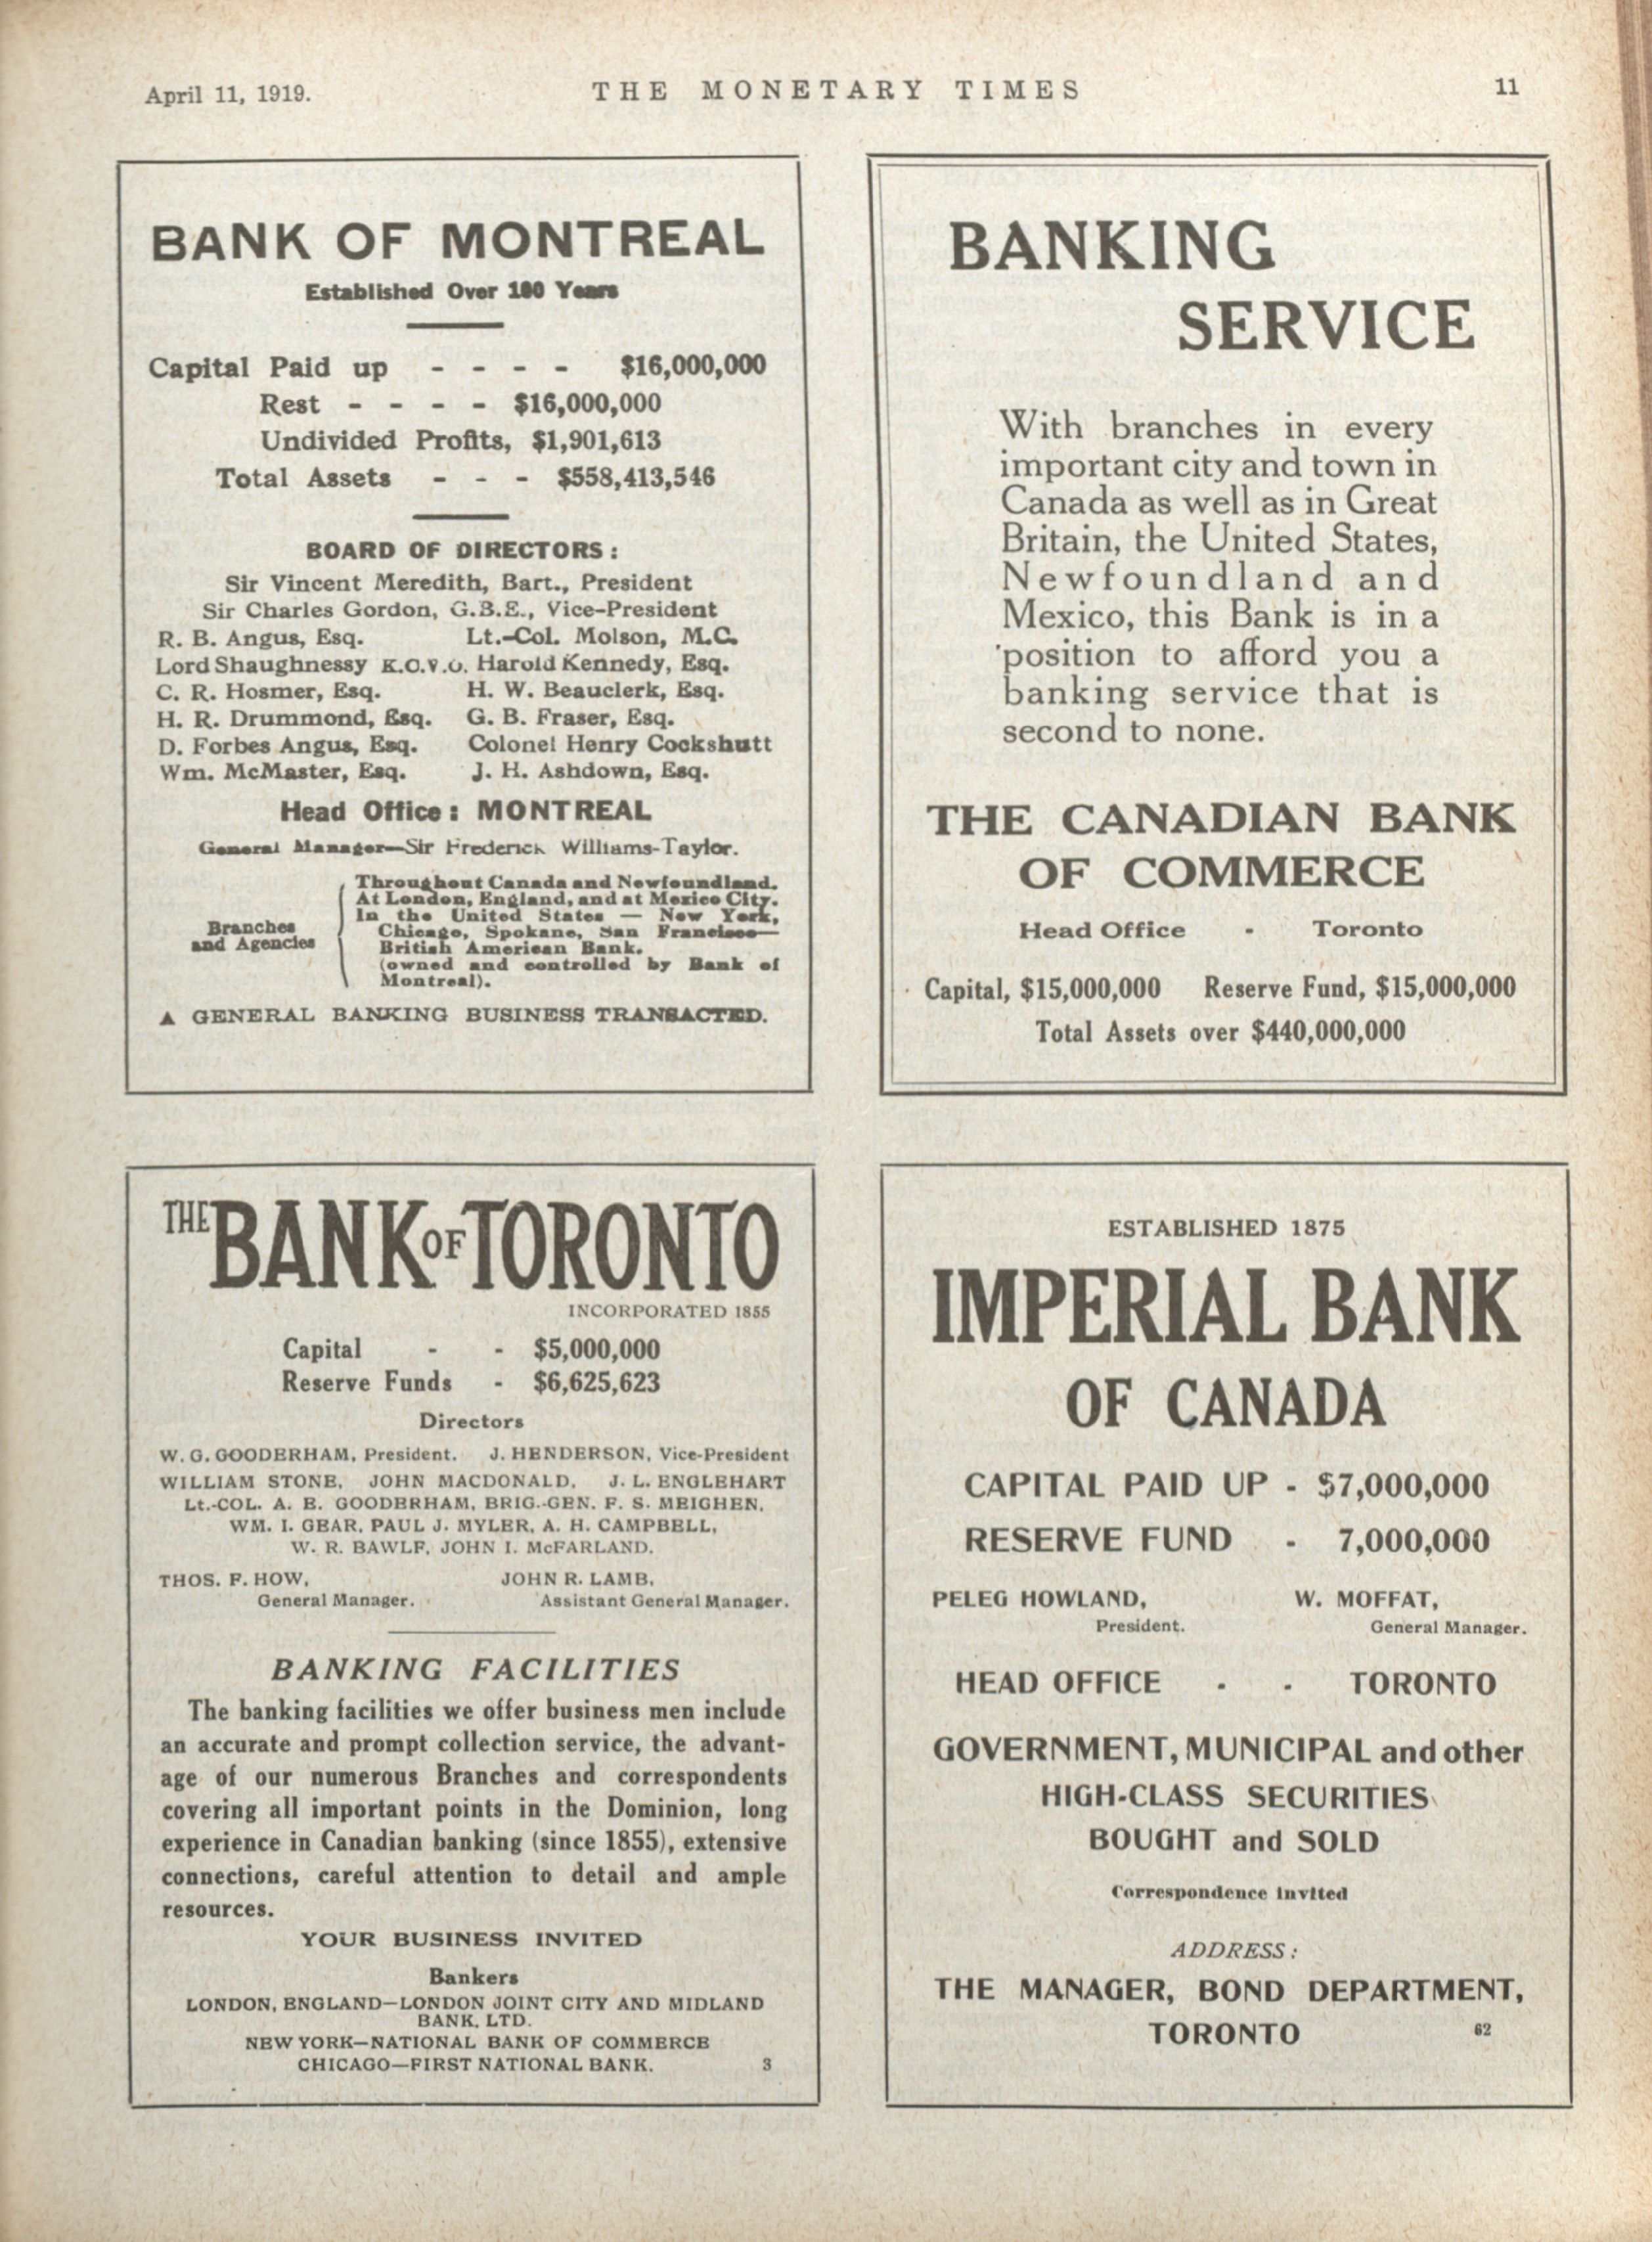 April 11, 1919.
THE MONETARY TIMES
11
BANK OF MONTREAL
Established Over 100 Years
Capital Paid up - - - - $16,000,000
Rest - - - - $16,000,000
Undivided Profits, $1,901,613
Total Assets - - - $558,413,546
BOARD OF DIRECTORS:
Sir Vincent Meredith, Bart., President
Sir Charles Gordon, G.B.E., Vice-President
R. B. Angus, Esq. Lt.-Col. Molson, M.C.
Lord Shaughnessy K.C.V.O. Harold Kennedy, Esq.
C. R. Hosmer, Esq. H. W. Beauclerk, Esq.
H. R. Drummond, Esq. G. B. Fraser, Esq.
D. Forbes Angus, Esq. Colonel Henry Cockshutt
Wm. McMaster, Esq. J. H. Ashdown, Esq.
Head Office: MONTREAL
General Manager—Sir Frederick Williams-Taylor.
Branches
and Agencies
Throughout Canada and Newfoundland.
At London, England, and at Mexico City.
In the United States — New York,
Chicago, Spokane, San Francisco—
British American Bank.
(owned and controlled by Bank of
Montreal).
A GENERAL BANKING BUSINESS TRANSACTED.
BANKING
SERVICE
With branches in every
important city and town in
Canada as well as in Great
Britain, the United States,
Newfoundland and
Mexico, this Bank is in a
position to afford you a
banking service that is
second to none.
THE CANADIAN BANK
OF COMMERCE
Head Office - Toronto
Capital, $15,000,000 Reserve Fund, $15,000,000
Total Assets over $440,000,000
THE BANK OF TORONTO
INCORPORATED 1855
Capital - - $5,000,000
Reserve Funds - $6,625,623
Directors
W. G. GOODERHAM, President. J. HENDERSON, Vice-President
WILLIAM STONE, JOHN MACDONALD, J. L. ENGLEHART
Lt.-COL. A. E. GOODERHAM, BRIG.-GEN. F. S. MEIGHEN,
WM. I. GEAR, PAUL J. MYLER, A. H. CAMPBELL,
W. R. BAWLF, JOHN I. McFARLAND.
THOS. F. HOW, JOHN R. LAMB,
General Manager. Assistant General Manager.
BANKING FACILITIES
The banking facilities we offer business men include
an accurate and prompt collection service, the advant-
age of our numerous Branches and correspondents
covering all important points in the Dominion, long
experience in Canadian banking (since 1855), extensive
connections, careful attention to detail and ample
resources.
YOUR BUSINESS INVITED
Bankers
LONDON, ENGLAND—LONDON JOINT CITY AND MIDLAND
BANK, LTD.
NEW YORK—NATIONAL BANK OF COMMERCE
CHICAGO—FIRST NATIONAL BANK. 3
ESTABLISHED 1875
IMPERIAL BANK
OF CANADA
CAPITAL PAID UP - $7,000,000
RESERVE FUND - 7,000,000
PELEG HOWLAND, W. MOFFAT,
President. General Manager.
HEAD OFFICE - - TORONTO
GOVERNMENT, MUNICIPAL and other
HIGH-CLASS SECURITIES
BOUGHT and SOLD
Correspondence Invited
ADDRESS:
THE MANAGER, BOND DEPARTMENT,
TORONTO 62